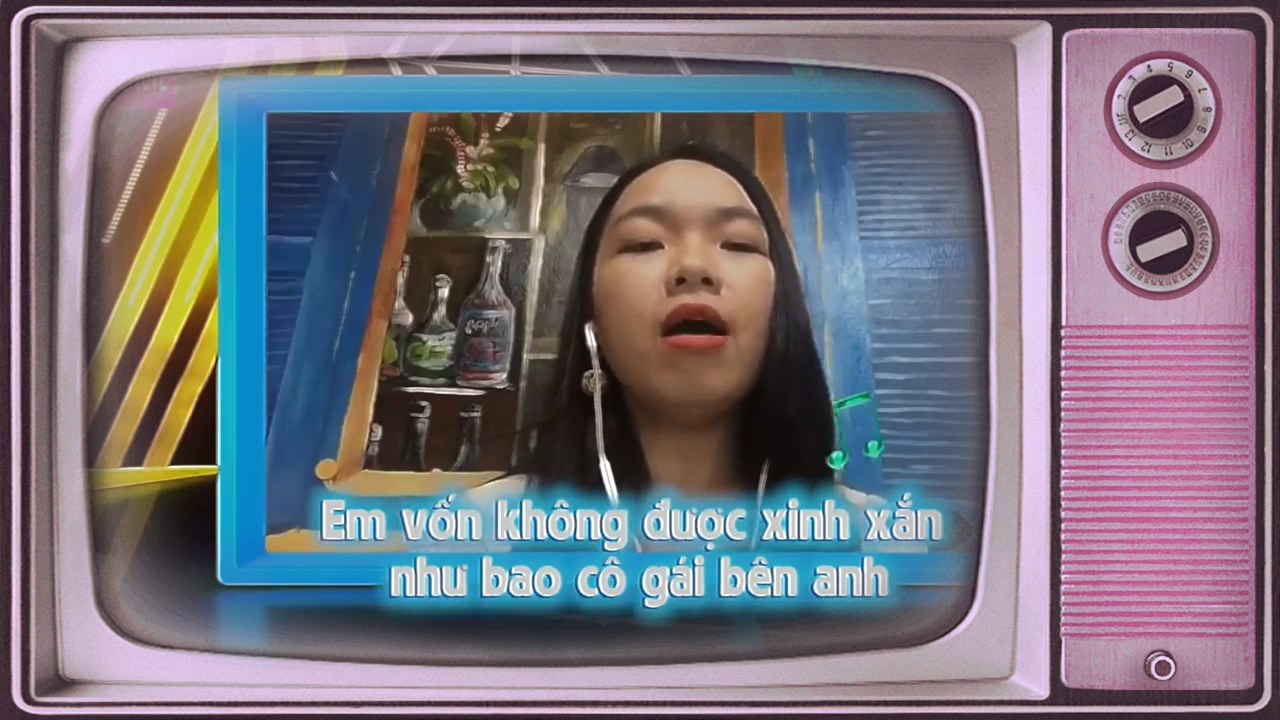 Em vốn không được xinh xắn
như bao cô gái bên anh